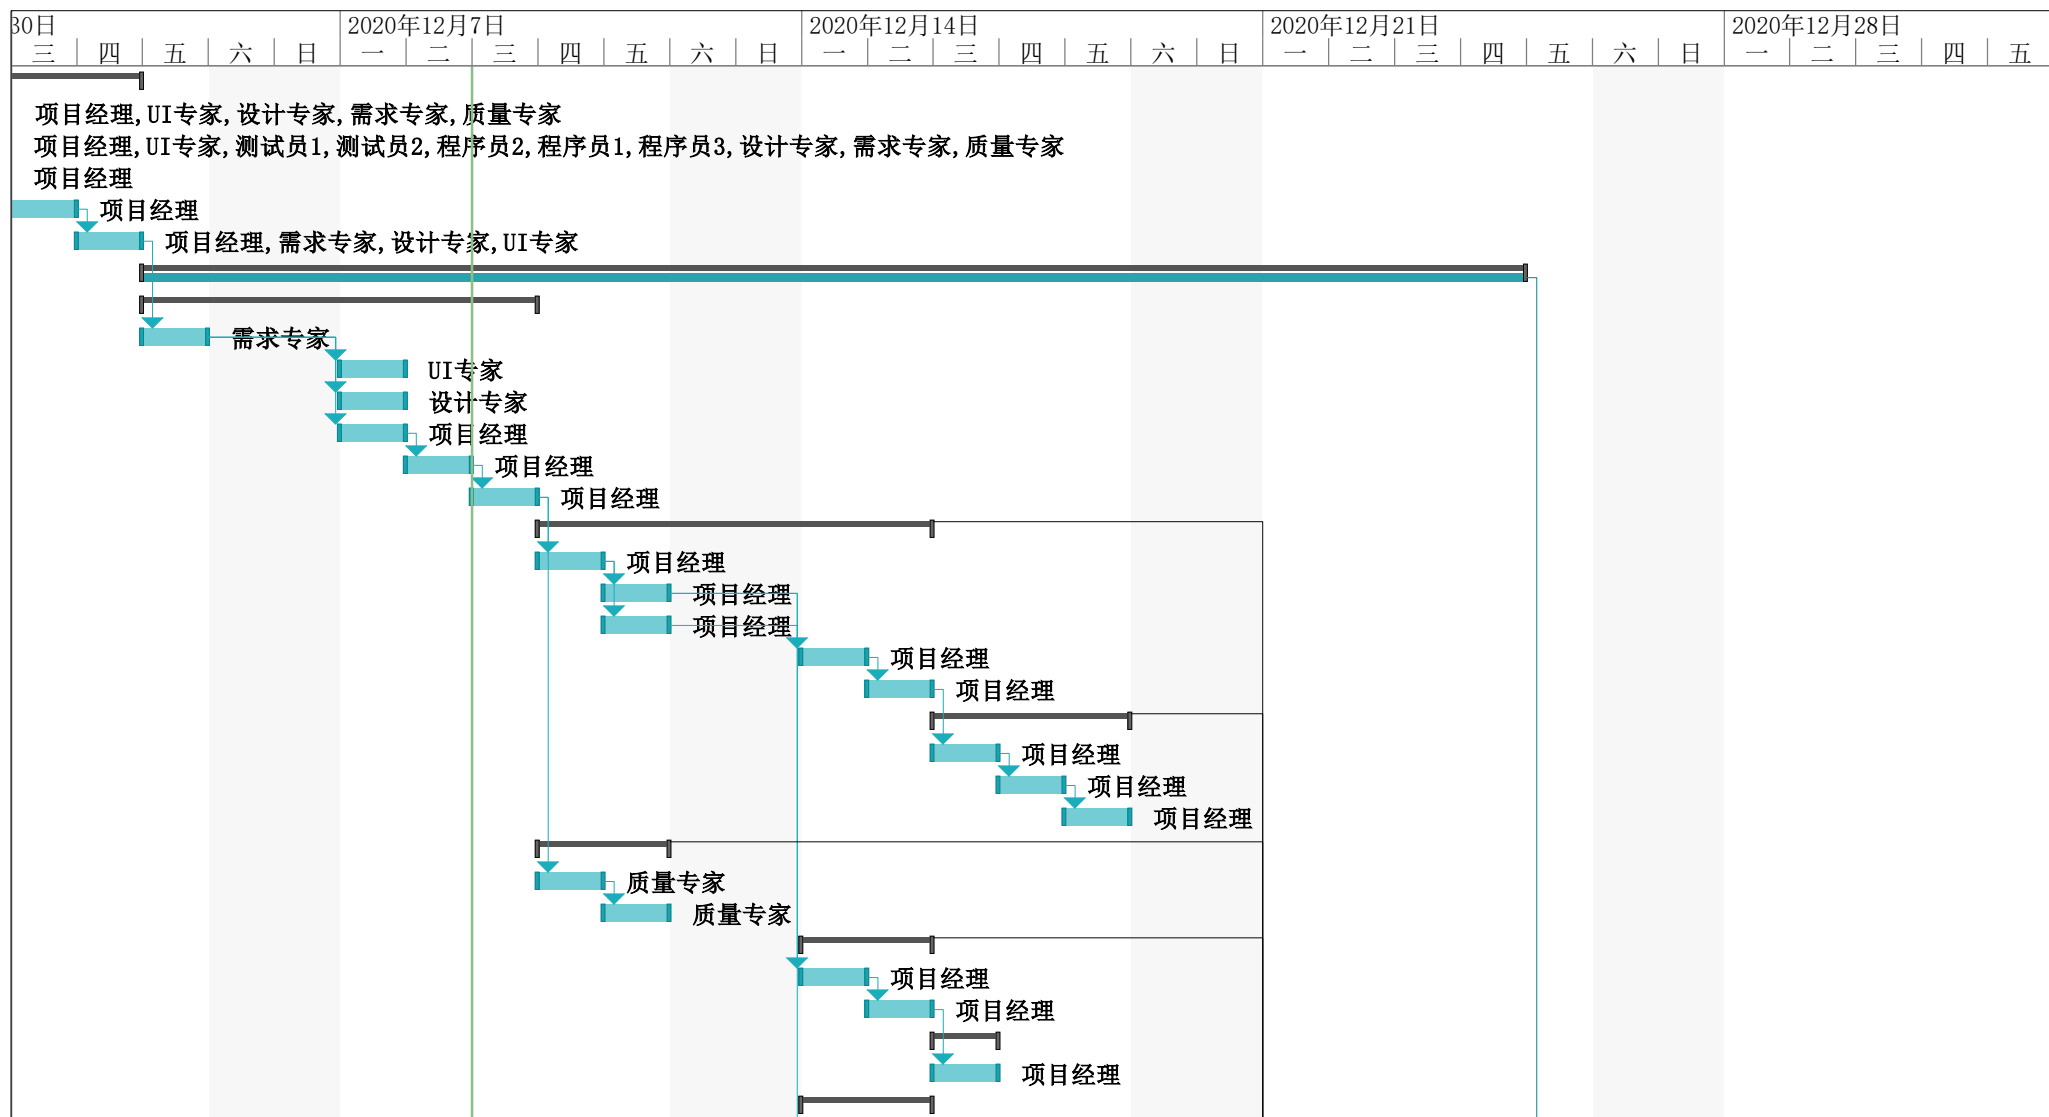 30日 2020年12月7日 2020年12月14日 2020年12月21日 2020年12月28日
三 四 五 六 日 一 二 三 四 五 六 日 一 二 三 四 五 六 日 一 二 三 四 五 六 日 一 二 三 四 五
项目经理,UI专家,设计专家,需求专家,质量专家
项目经理,UI专家,测试员1,测试员2,程序员2,程序员1,程序员3,设计专家,需求专家,质量专家
项目经理
项目经理
项目经理,需求专家,设计专家,UI专家
需求专家
UI专家
设计专家
项目经理
项目经理
项目经理
项目经理
项目经理
项目经理
项目经理
项目经理
项目经理
项目经理
项目经理
质量专家
质量专家
项目经理
项目经理
项目经理